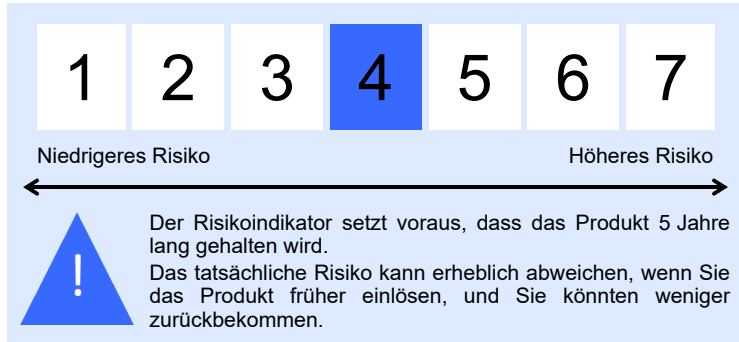 1 2 3 4 5 6 7
Niedrigeres Risiko Höheres Risiko
Der Risikoindikator setzt voraus, dass das Produkt 5 Jahre
lang gehalten wird.
Das tatsächliche Risiko kann erheblich abweichen, wenn Sie
das Produkt früher einlösen, und Sie könnten weniger
zurückbekommen.
!